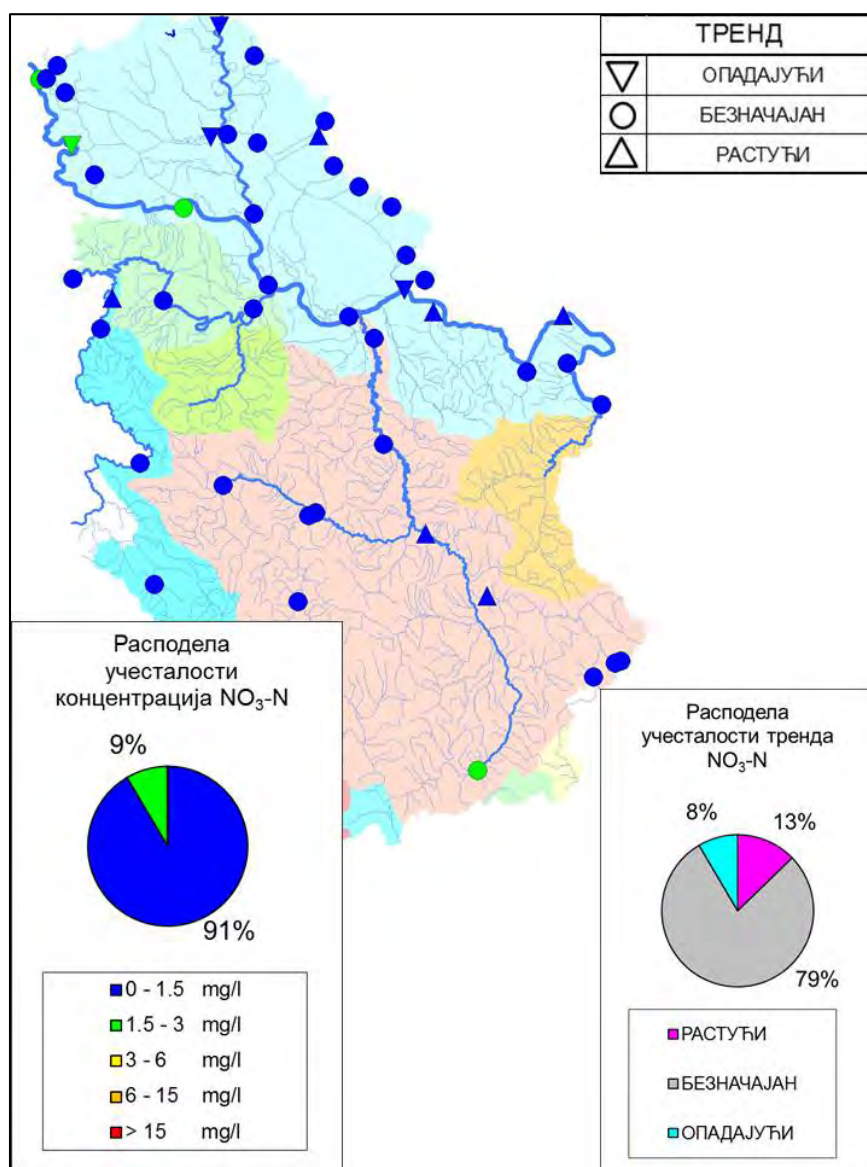 ТРЕНД
ОПАДАЈУЋИ
БЕЗНАЧАЈАН
РАСТУЋИ
Расподела
учесталости
концентрација NO₃-N
9%
91%
0 - 1.5 mg/l
1.5 - 3 mg/l
3 - 6 mg/l
6 - 15 mg/l
> 15 mg/l
Расподела
учесталости тренда
NO₃-N
8%
13%
79%
РАСТУЋИ
БЕЗНАЧАЈАН
ОПАДАЈУЋИ